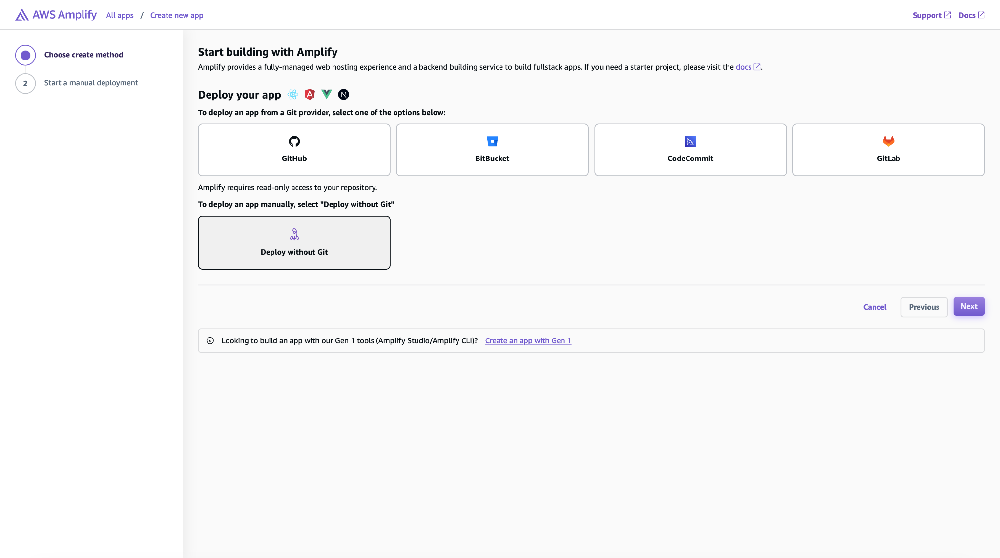 AWS Amplify All apps / Create new app Support Docs
Choose create method
2 Start a manual deployment
Start building with Amplify
Amplify provides a fully-managed web hosting experience and a backend building service to build fullstack apps. If you need a starter project, please visit the docs .
Deploy your app
To deploy an app from a Git provider, select one of the options below:
GitHub BitBucket CodeCommit GitLab
Amplify requires read-only access to your repository.
To deploy an app manually, select "Deploy without Git"
Deploy without Git
Cancel Previous Next
Looking to build an app with our Gen 1 tools (Amplify Studio/Amplify CLI)? Create an app with Gen 1